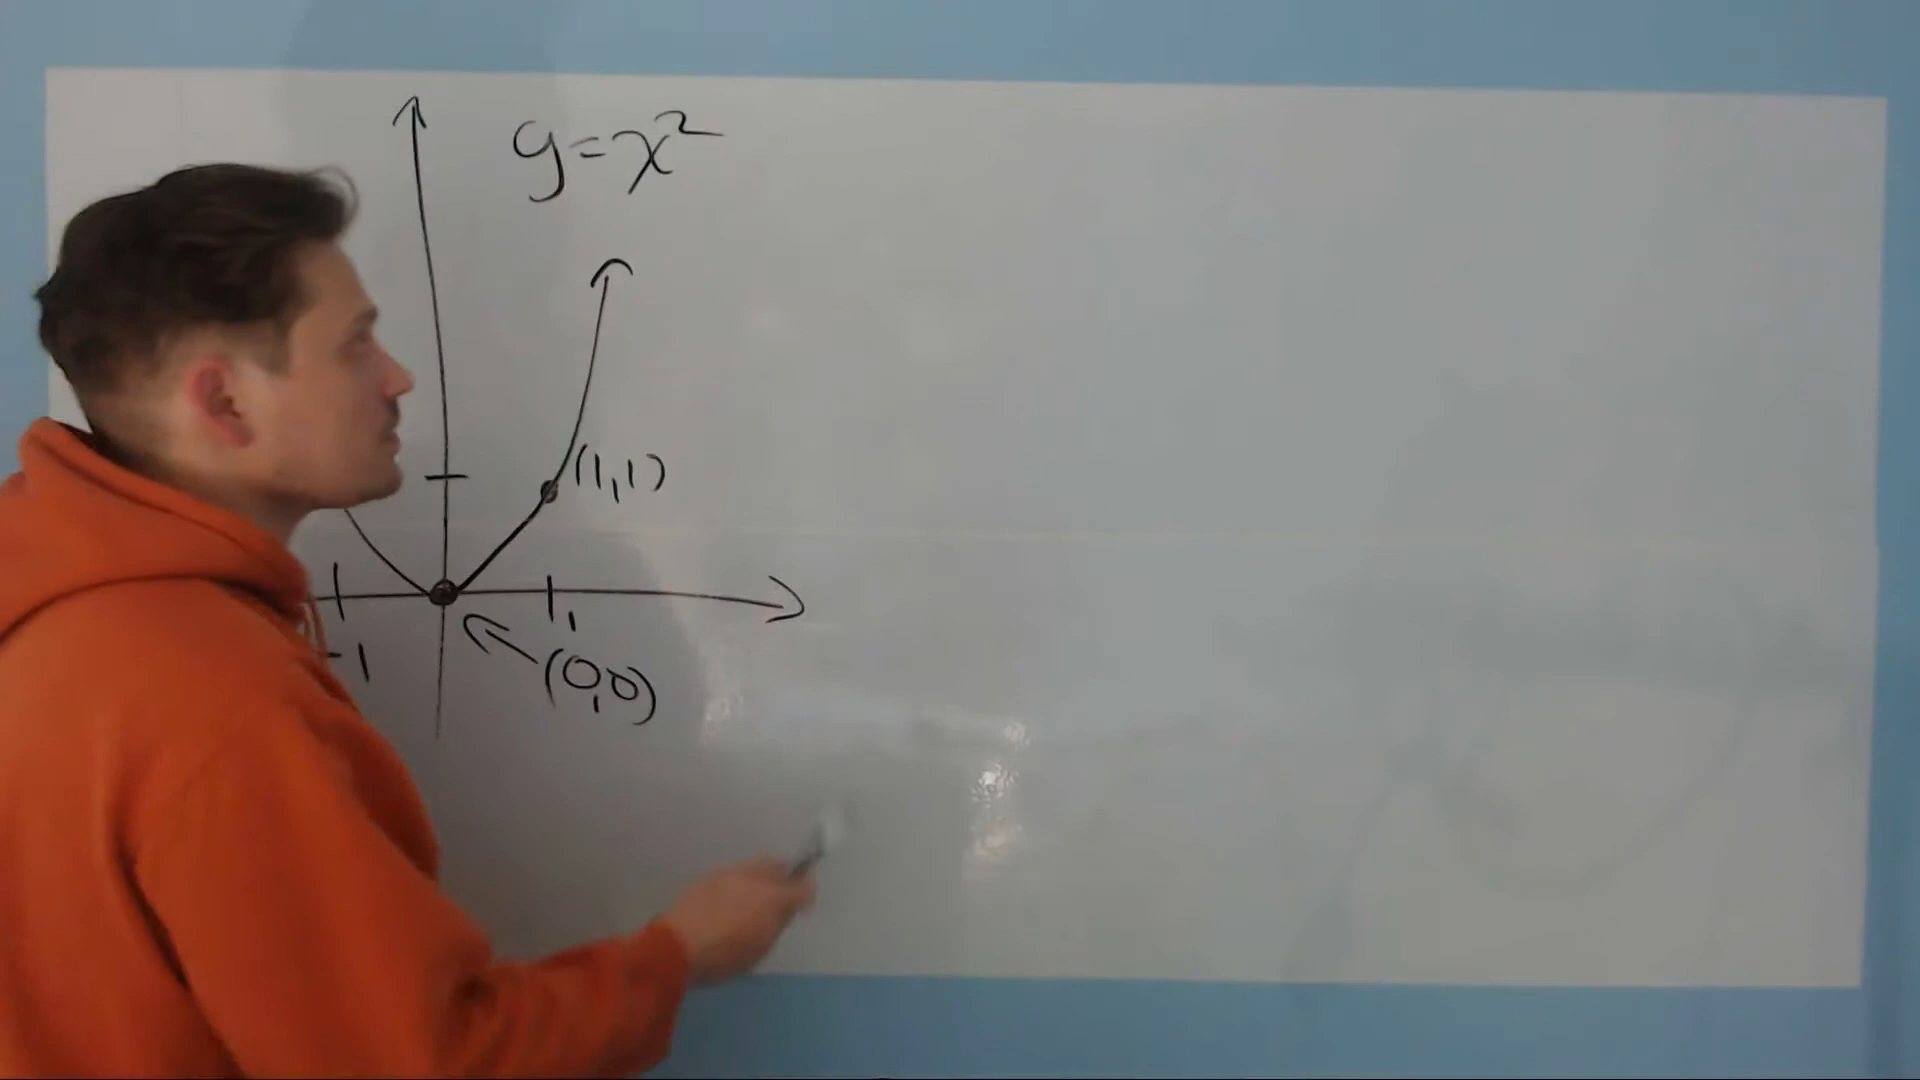 y=x²
(1,1)
1
-1
(0,0)